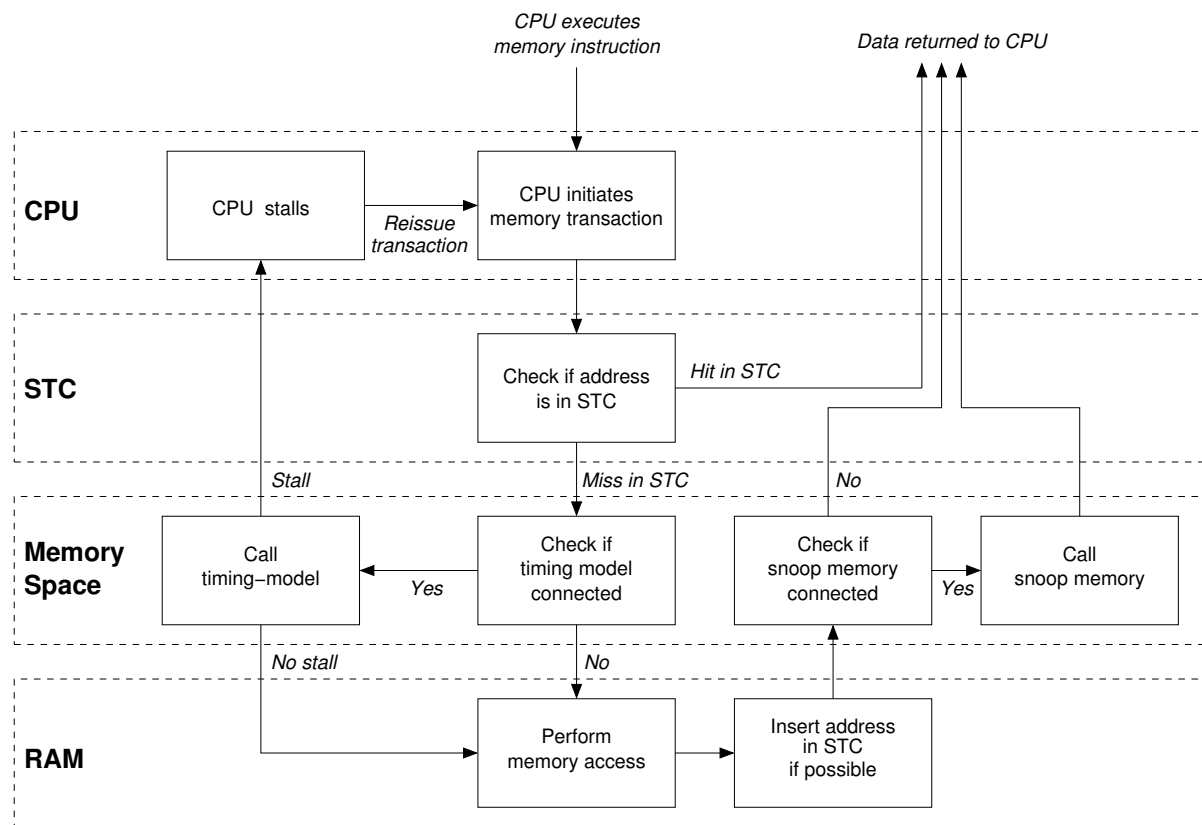 CPU executes
memory instruction
Data returned to CPU
CPU
CPU  stalls
Reissue
transaction
CPU initiates
memory transaction
STC
Check if address
is in STC
Hit in STC
Stall
Miss in STC
No
Memory
Space
Call
timing−model
Yes
Check if
timing model
connected
Check if
snoop memory
connected
Yes
Call
snoop memory
No stall
No
RAM
Perform
memory access
Insert address
in STC
if possible